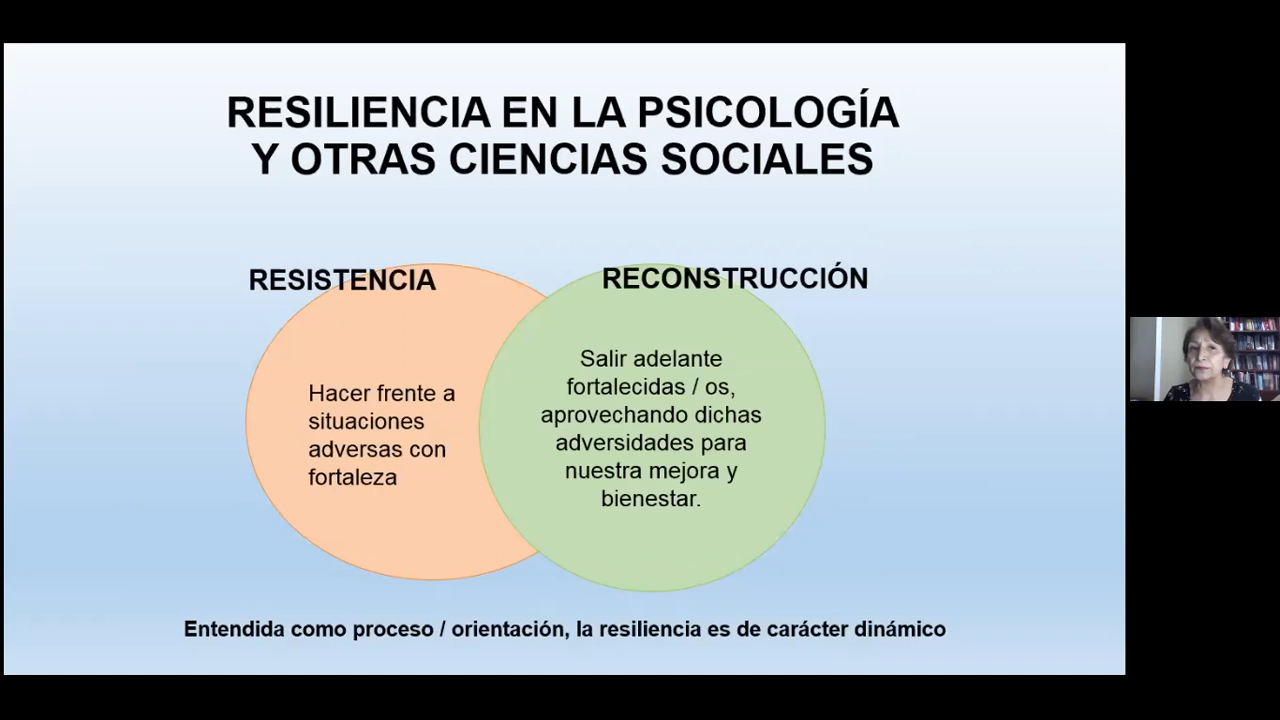 RESILIENCIA EN LA PSICOLOGÍA
Y OTRAS CIENCIAS SOCIALES
RESISTENCIA
Hacer frente a
situaciones
adversas con
fortaleza
RECONSTRUCCIÓN
Salir adelante
fortalecidas / os,
aprovechando dichas
adversidades para
nuestra mejora y
bienestar.
Entendida como proceso / orientación, la resiliencia es de carácter dinámico